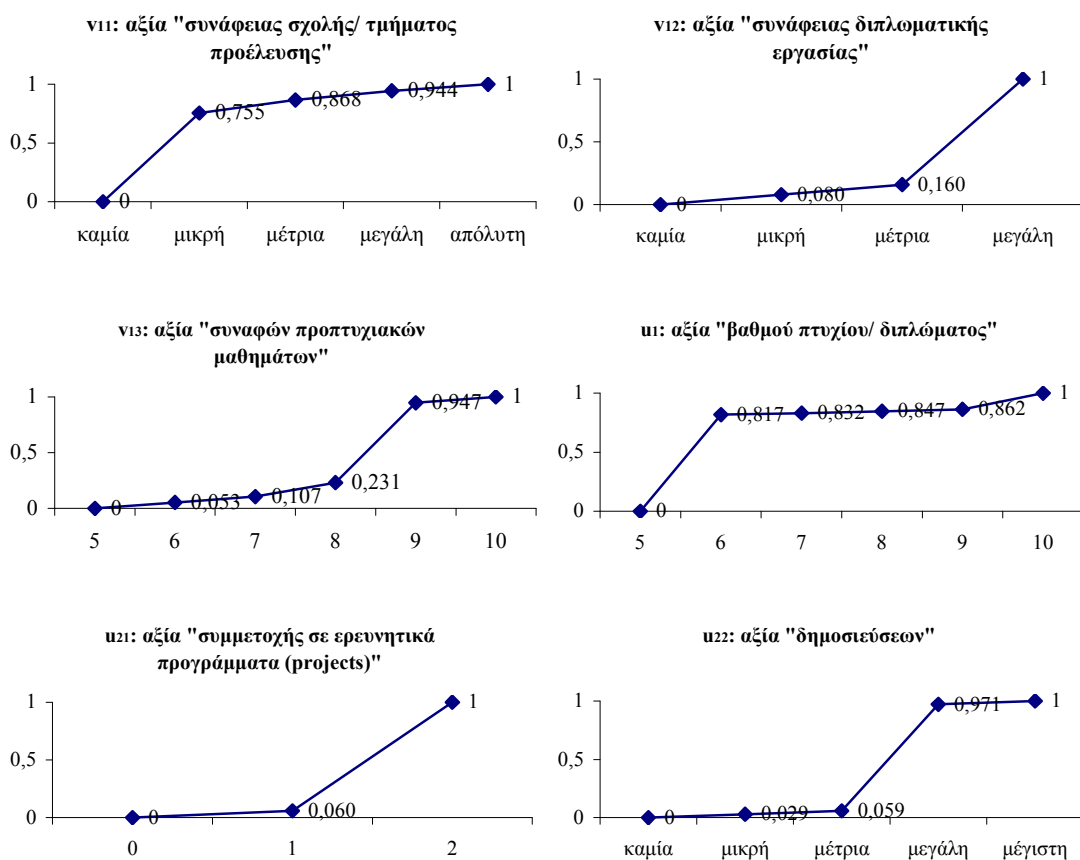 v11: αξία "συνάφειας σχολής/ τμήματος
προέλευσης"
1
0,5
0
0
0,755
0,868
0,944
1
καμία μικρή μέτρια μεγάλη απόλυτη
v12: αξία "συνάφειας διπλωματικής
εργασίας"
1
0,5
0
0
0,080
0,160
1
καμία μικρή μέτρια μεγάλη
v13: αξία "συναφών προπτυχιακών
μαθημάτων"
1
0,5
0
0
0,053
0,107
0,231
0,947
1
5 6 7 8 9 10
u1: αξία "βαθμού πτυχίου/ διπλώματος"
1
0,5
0
0
0,817
0,832
0,847
0,862
1
5 6 7 8 9 10
u21: αξία "συμμετοχής σε ερευνητικά
προγράμματα (projects)"
1
0,5
0
0
0,060
1
0 1 2
u22: αξία "δημοσιεύσεων"
1
0,5
0
0
0,029
0,059
0,971
1
καμία μικρή μέτρια μεγάλη μέγιστη